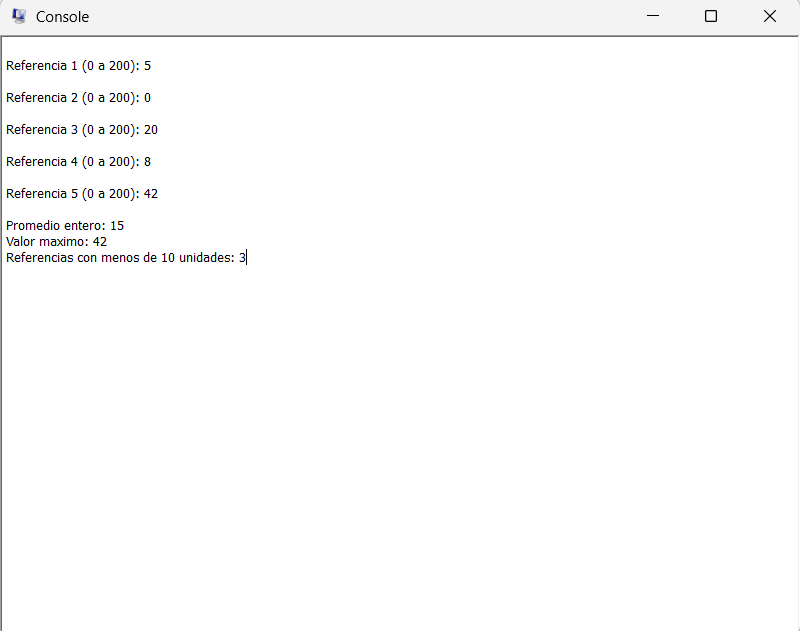 Console
Referencia 1 (0 a 200): 5
Referencia 2 (0 a 200): 0
Referencia 3 (0 a 200): 20
Referencia 4 (0 a 200): 8
Referencia 5 (0 a 200): 42
Promedio entero: 15
Valor maximo: 42
Referencias con menos de 10 unidades: 3